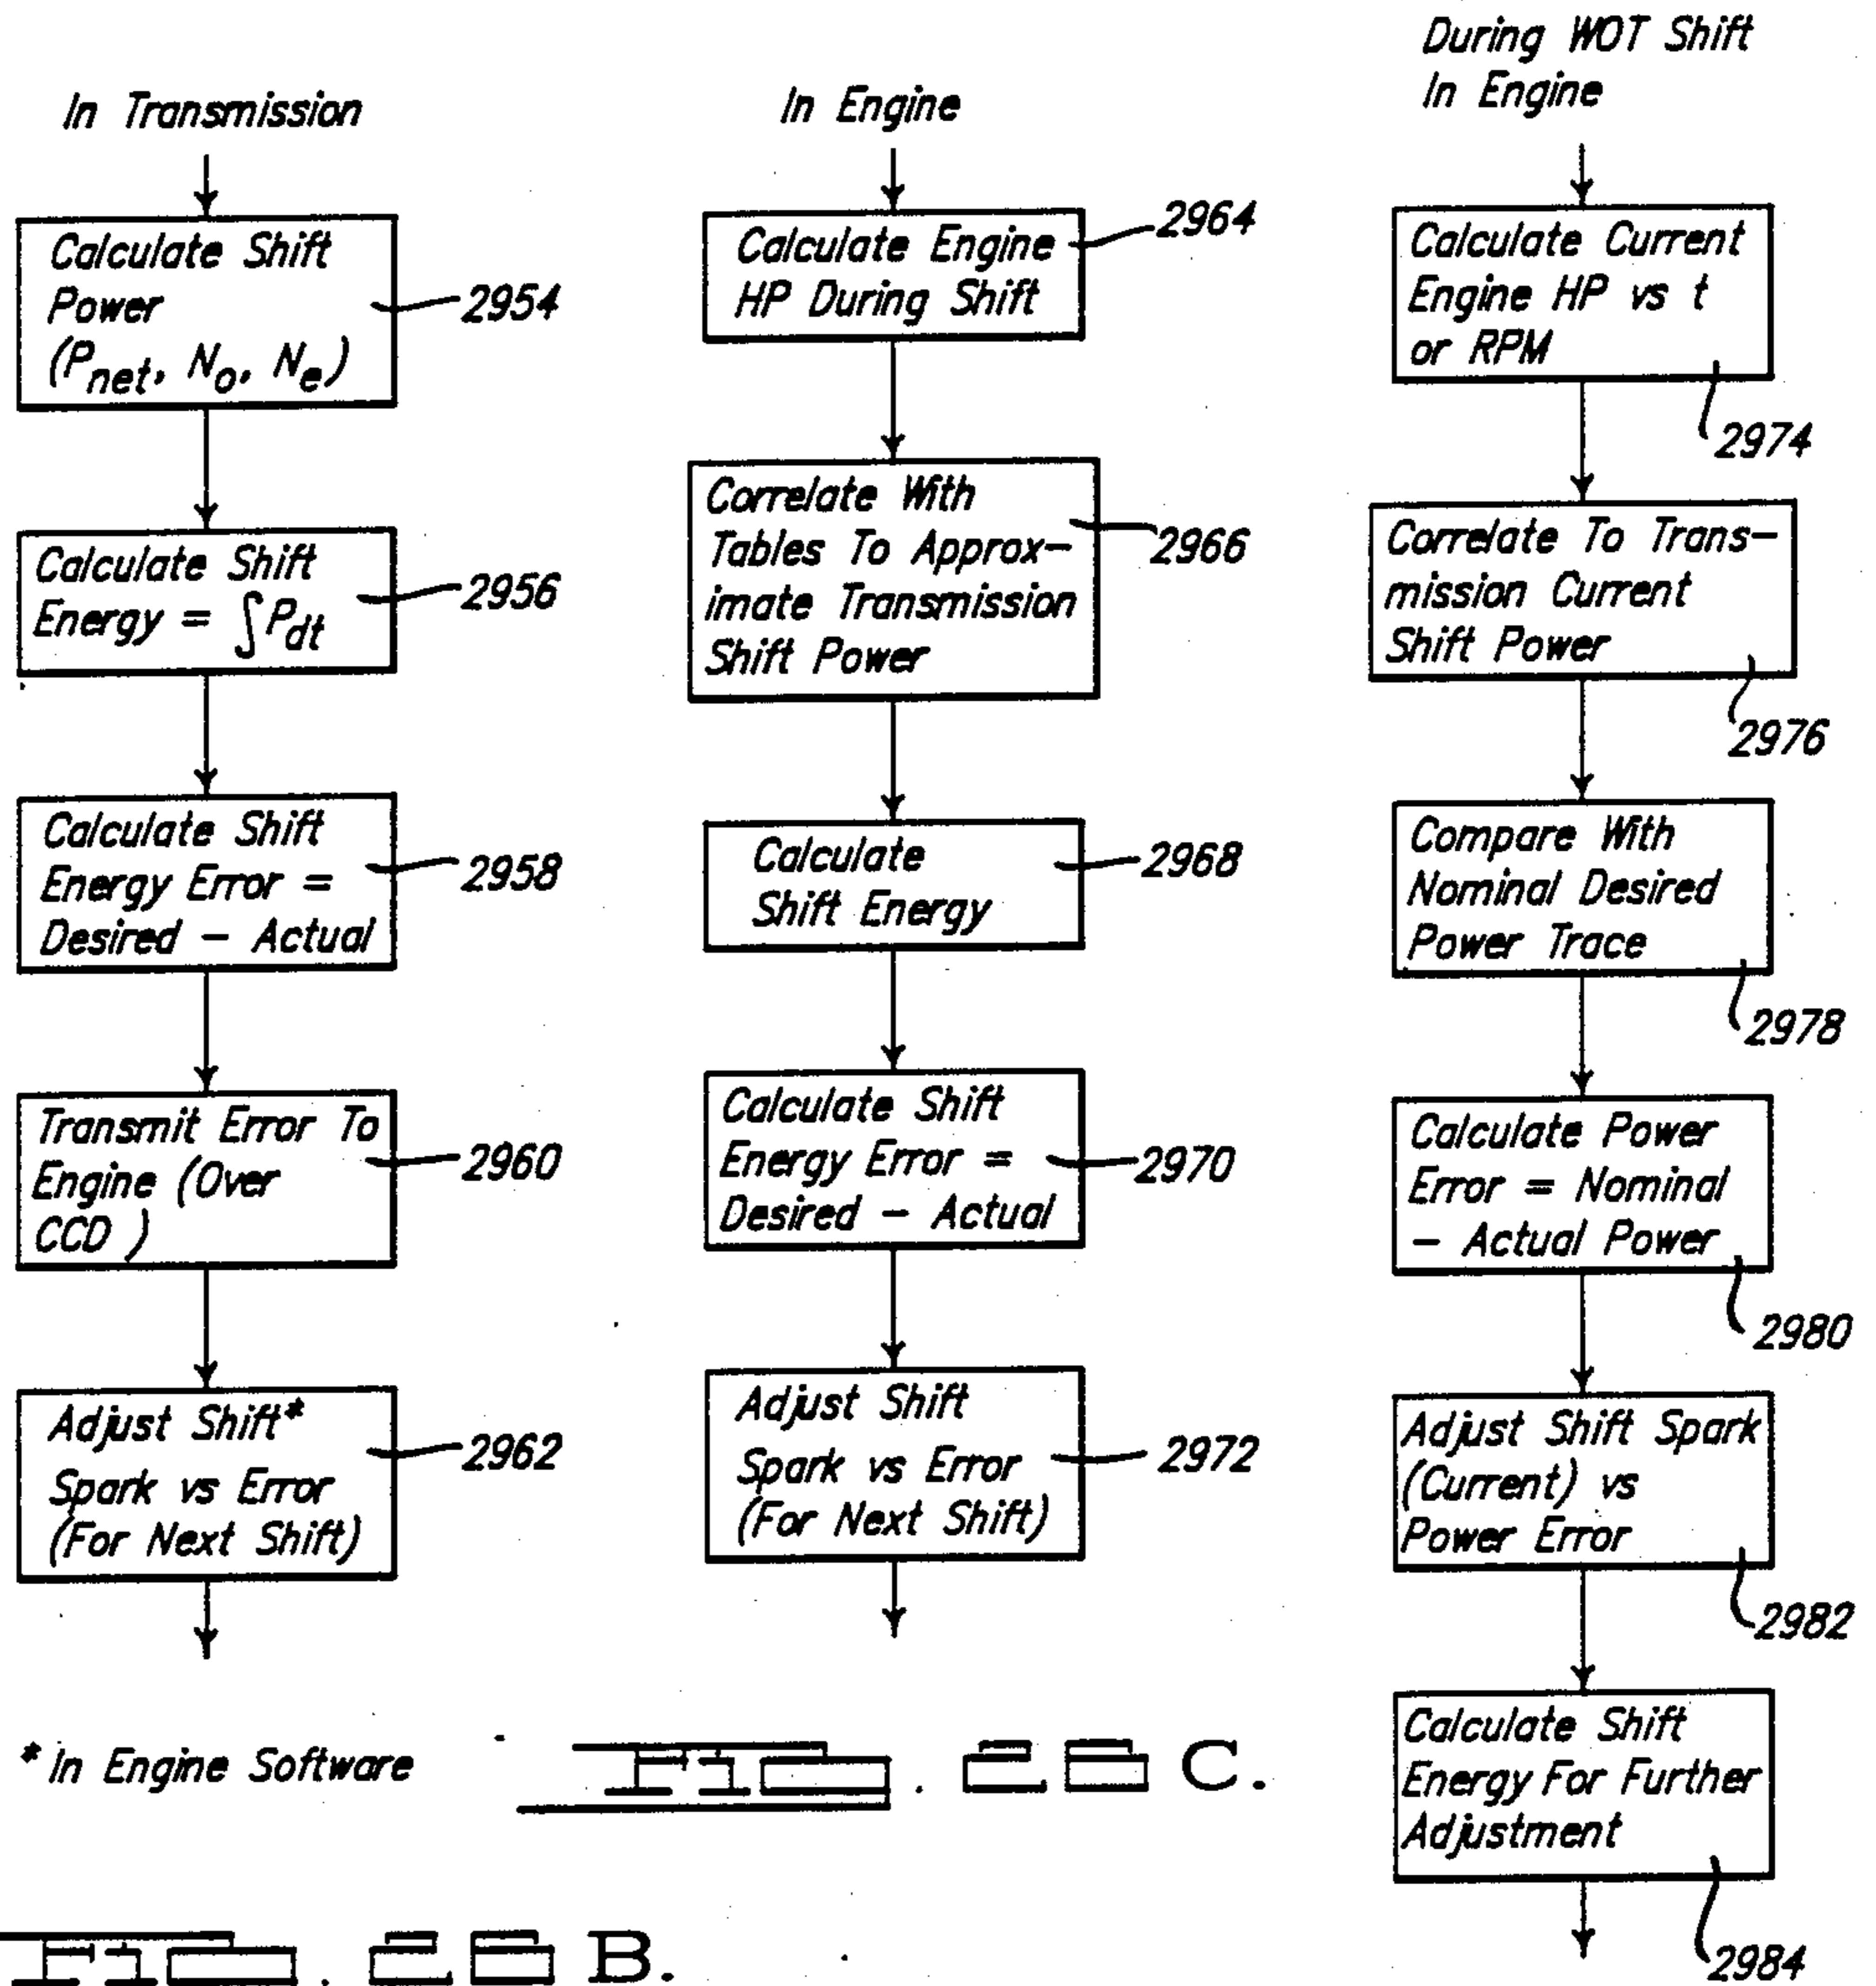 In Transmission
Calculate Shift
Power
(Pnet, No, Ne)
2954
Calculate Shift
Energy = ∫Pdt
2956
Calculate Shift
Energy Error =
Desired - Actual
2958
Transmit Error To
Engine (Over
CCD )
2960
Adjust Shift*
Spark vs Error
(For Next Shift)
2962
* In Engine Software
In Engine
Calculate Engine
HP During Shift
2964
Correlate With
Tables To Approx-
imate Transmission
Shift Power
2966
Calculate
Shift Energy
2968
Calculate Shift
Energy Error =
Desired - Actual
2970
Adjust Shift
Spark vs Error
(For Next Shift)
2972
During WOT Shift
In Engine
Calculate Current
Engine HP vs t
or RPM
2974
Correlate To Trans-
mission Current
Shift Power
2976
Compare With
Nominal Desired
Power Trace
2978
Calculate Power
Error = Nominal
- Actual Power
2980
Adjust Shift Spark
(Current) vs
Power Error
2982
Calculate Shift
Energy For Further
Adjustment
2984
C.
B.